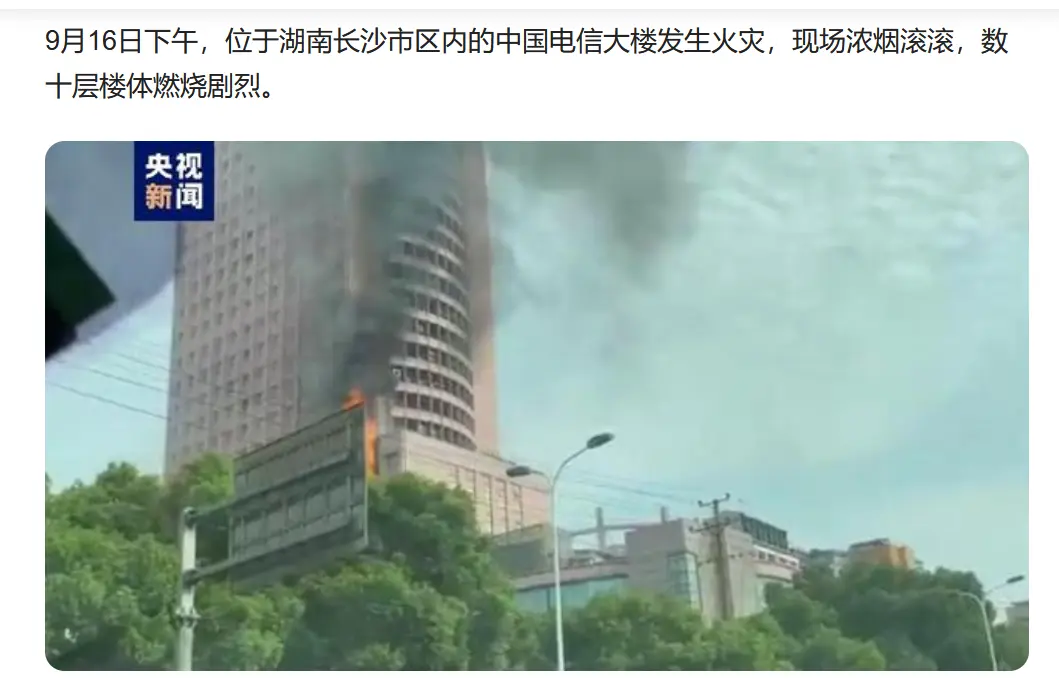 9月16日下午，位于湖南长沙市区内的中国电信大楼发生火灾，现场浓烟滚滚，数
十层楼体燃烧剧烈。
央视
新闻